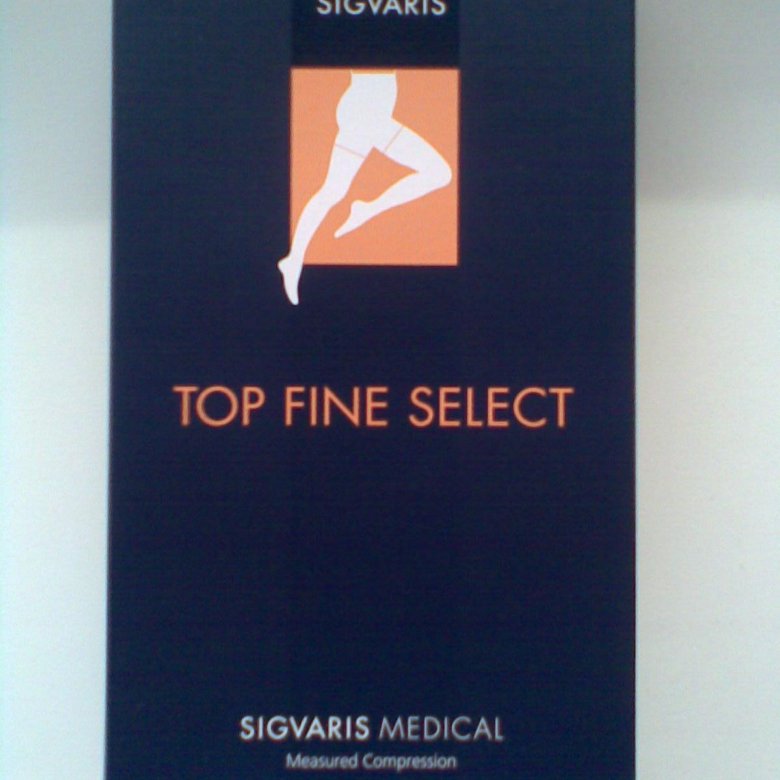 SIGVARIS
TOP FINE SELECT
SIGVARIS MEDICAL
Measured Compression